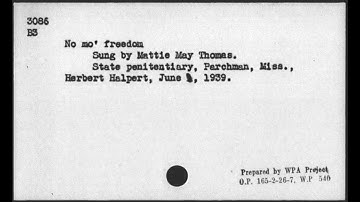 3086
B3
No mo' freedom
Sung by Mattie May Thomas.
State penitentiary, Parchman, Miss.,
Herbert Halpert, June , 1939.
Prepared by WPA Project
O.P. 165-2-26-7, W.P 540